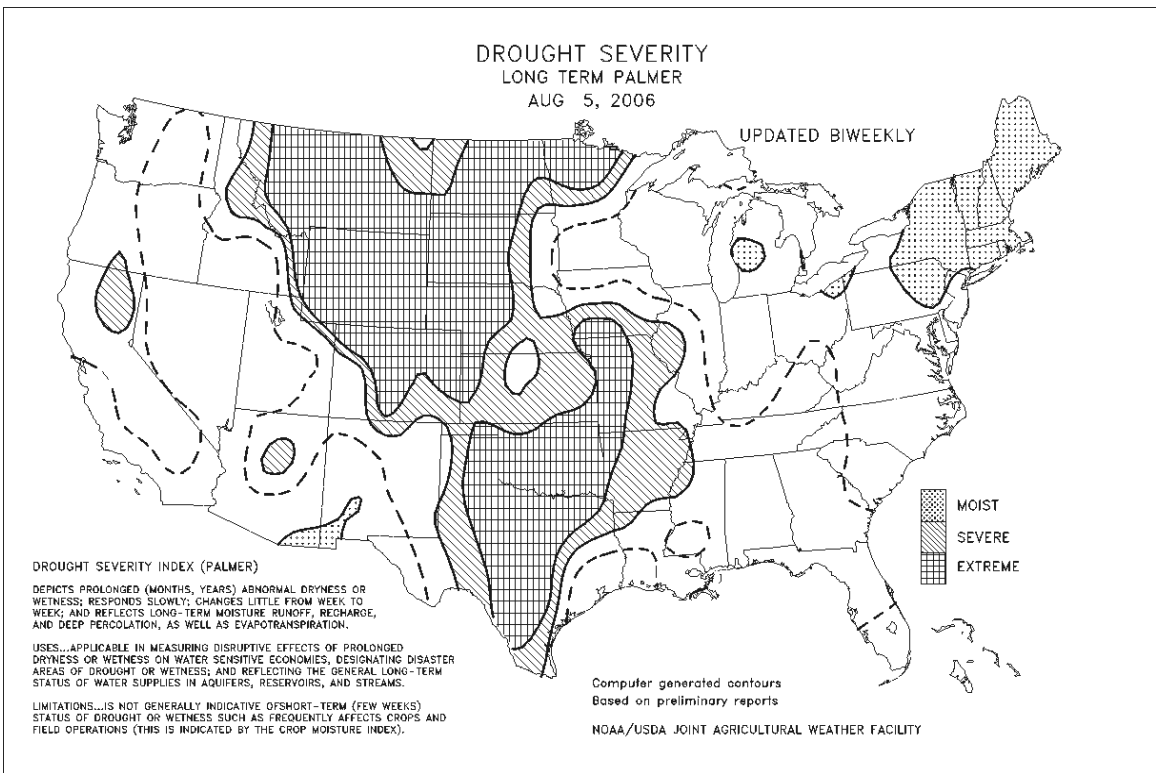 DROUGHT SEVERITY
LONG TERM PALMER
AUG 5, 2006
UPDATED BIWEEKLY
MOIST
SEVERE
EXTREME
DROUGHT SEVERITY INDEX (PALMER)
DEPICTS PROLONGED (MONTHS, YEARS) ABNORMAL DRYNESS OR
WETNESS; RESPONDS SLOWLY; CHANGES LITTLE FROM WEEK TO
WEEK; AND REFLECTS LONG-TERM MOISTURE RUNOFF, RECHARGE,
AND DEEP PERCOLATION, AS WELL AS EVAPOTRANSPIRATION.
USES...APPLICABLE IN MEASURING DISRUPTIVE EFFECTS OF PROLONGED
DRYNESS OR WETNESS ON WATER SENSITIVE ECONOMIES, DESIGNATING DISASTER
AREAS OF DROUGHT OR WETNESS; AND REFLECTING THE GENERAL LONG-TERM
STATUS OF WATER SUPPLIES IN AQUIFERS, RESERVOIRS, AND STREAMS.
LIMITATIONS...IS NOT GENERALLY INDICATIVE OFSHORT-TERM (FEW WEEKS)
STATUS OF DROUGHT OR WETNESS SUCH AS FREQUENTLY AFFECTS CROPS AND
FIELD OPERATIONS (THIS IS INDICATED BY THE CROP MOISTURE INDEX).
Computer generated contours
Based on preliminary reports
NOAA/USDA JOINT AGRICULTURAL WEATHER FACILITY